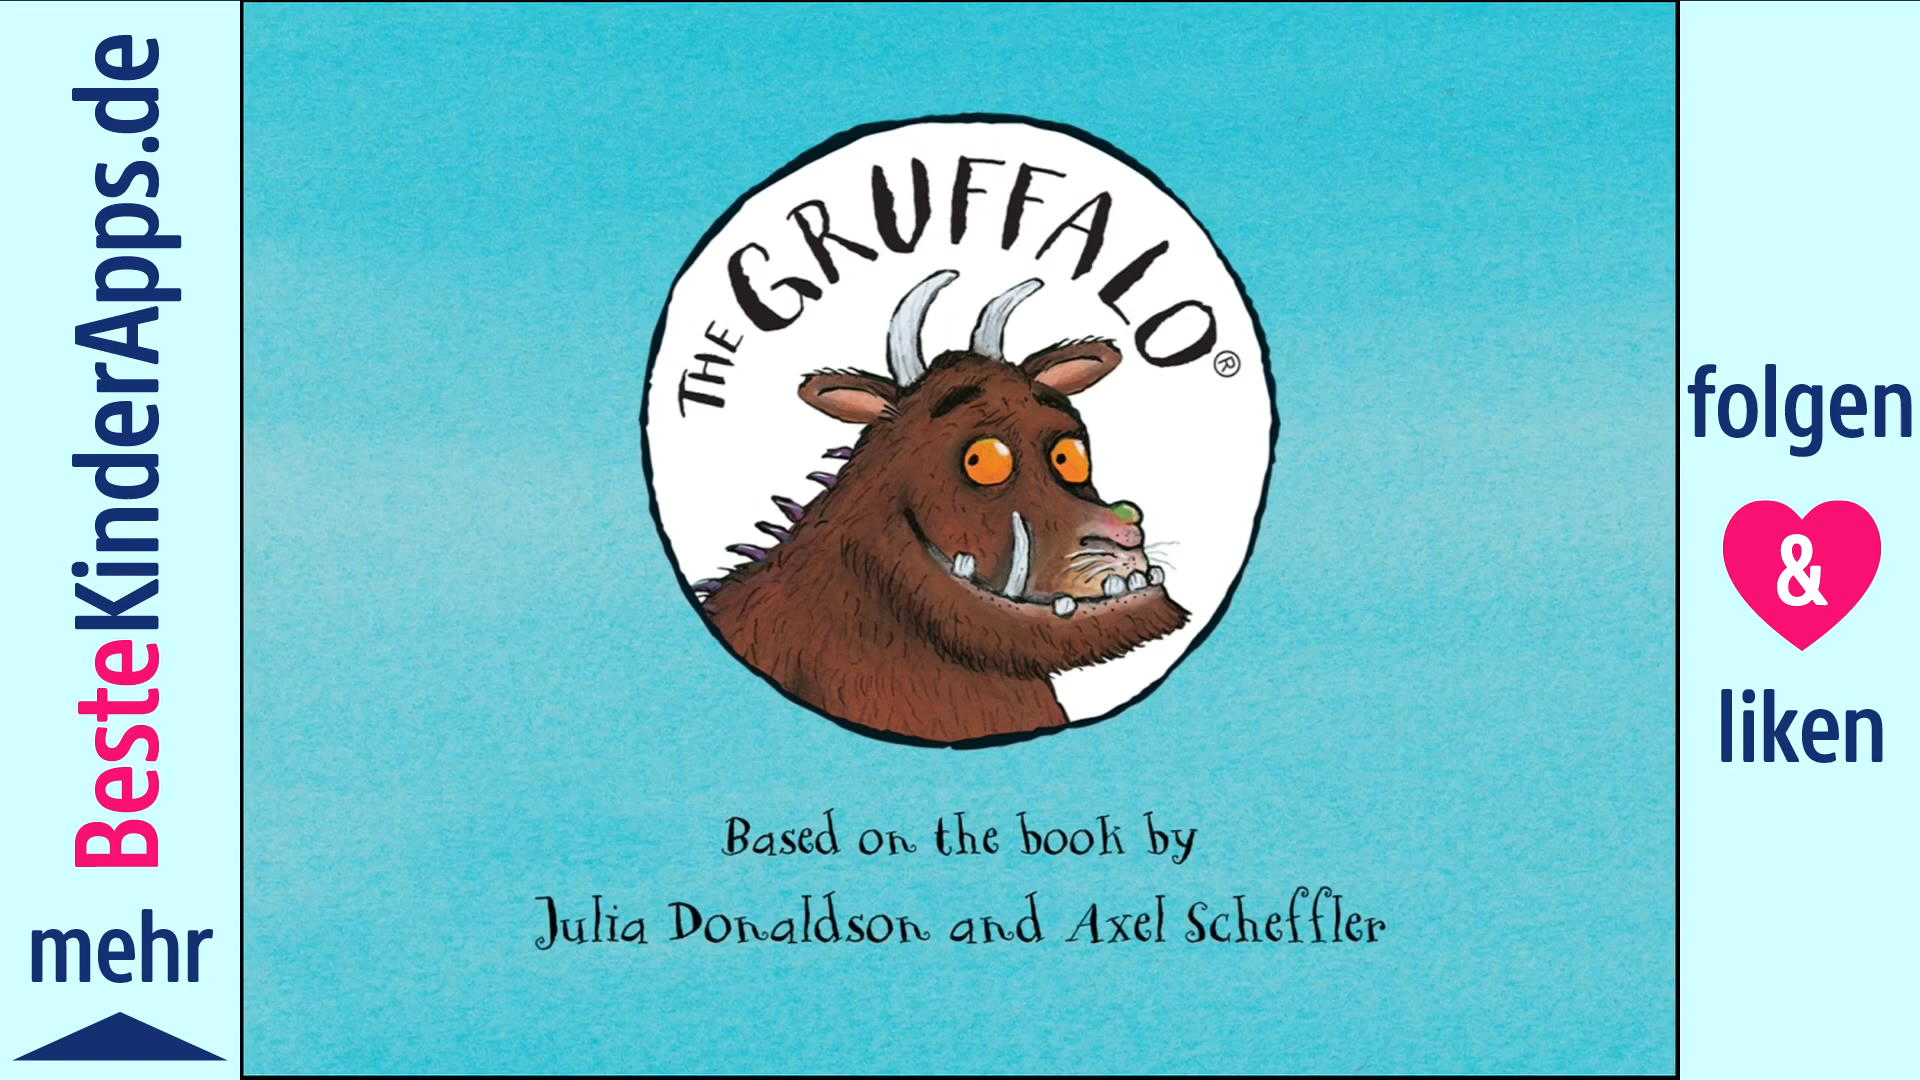 BesteKinderApps.de
mehr
THE GRUFFALO®
Based on the book by
Julia Donaldson and Axel Scheffler
folgen
&
liken